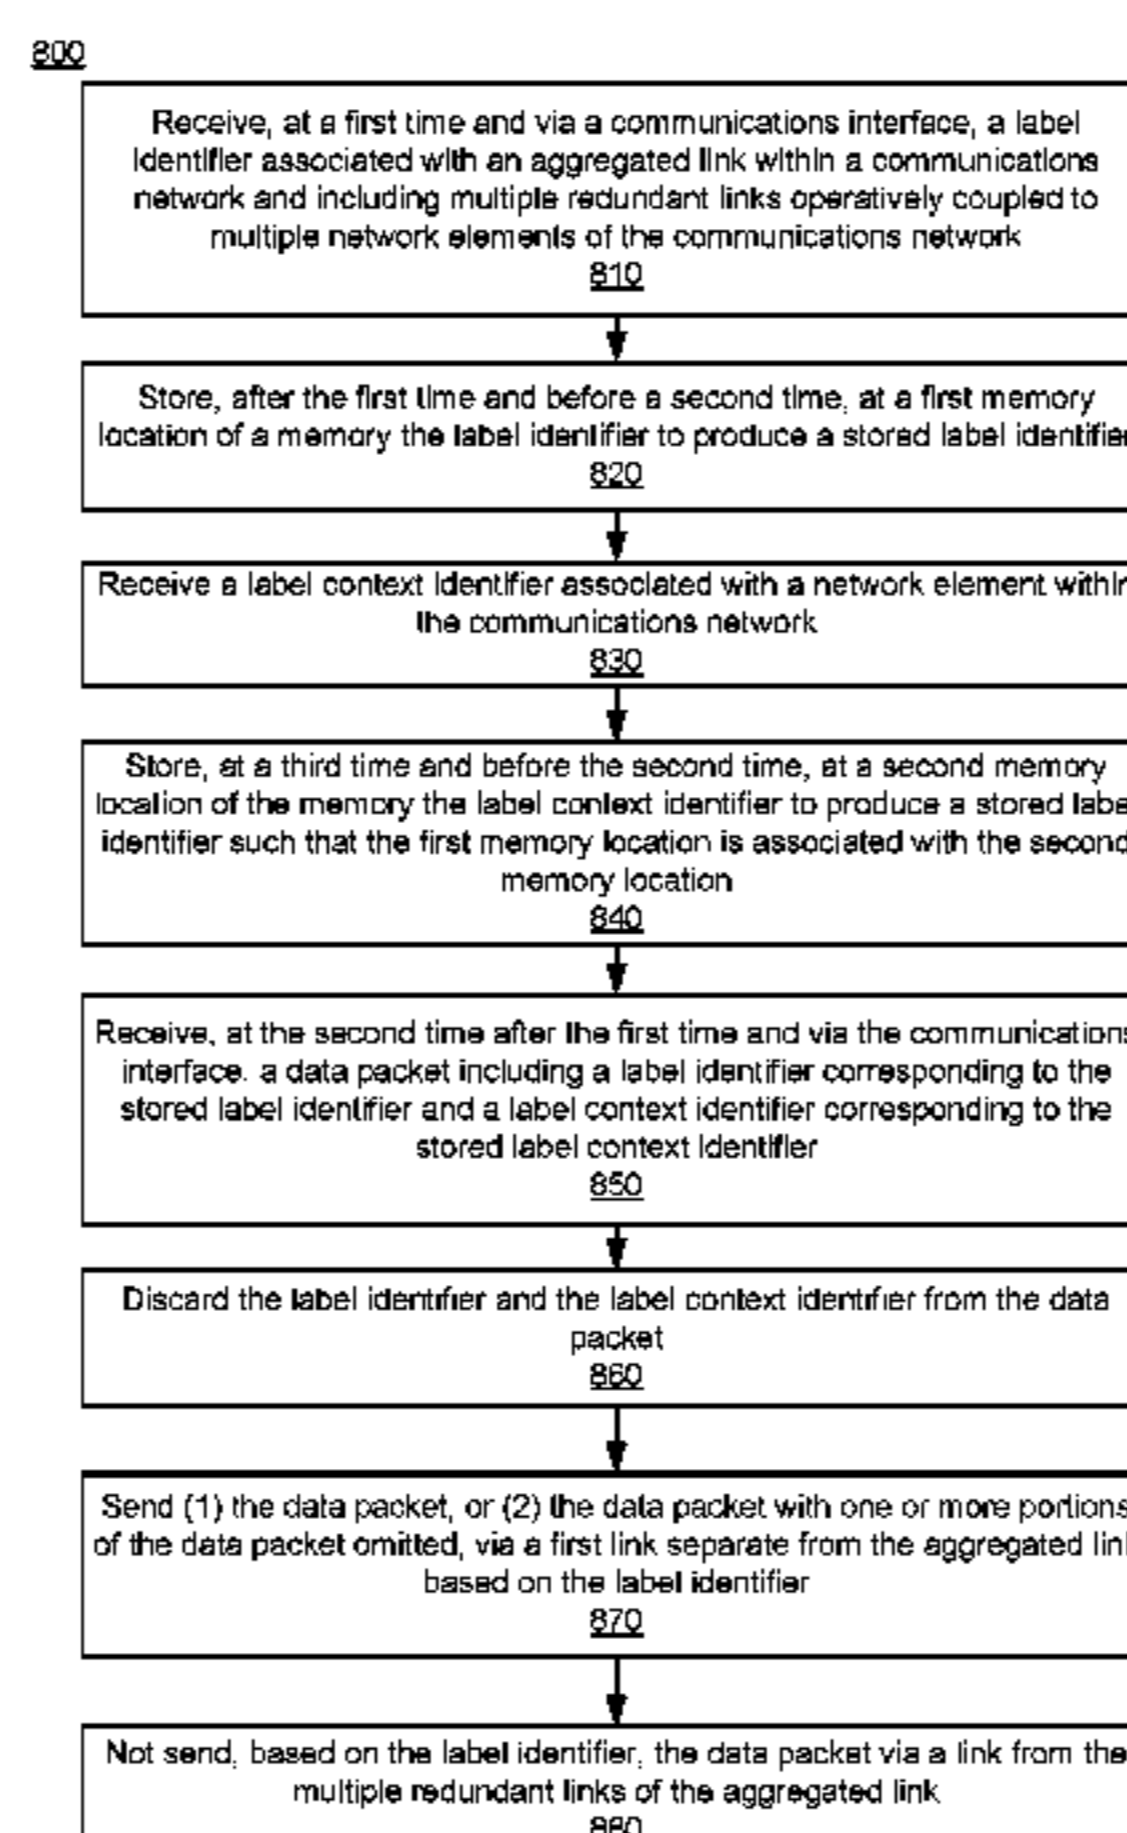 800
Receive, at a first time and via a communications interface, a label
identifier associated with an aggregated link within a communications
network and including multiple redundant links operatively coupled to
multiple network elements of the communications network
810
Store, after the first time and before a second time, at a first memory
location of a memory the label identifier to produce a stored label identifier
820
Receive a label context identifier associated with a network element within
the communications network
830
Store, at a third time and before the second time, at a second memory
location of the memory the label context identifier to produce a stored label
identifier such that the first memory location is associated with the second
memory location
840
Receive, at the second time after the first time and via the communications
interface. a data packet including a label identifier corresponding to the
stored label identifier and a label context identifier corresponding to the
stored label context identifier
850
Discard the label identifier and the label context identifier from the data
packet
860
Send (1) the data packet, or (2) the data packet with one or more portions
of the data packet omitted, via a first link separate from the aggregated link
based on the label identifier
870
Not send, based on the label identifier, the data packet via a link from the
multiple redundant links of the aggregated link
880